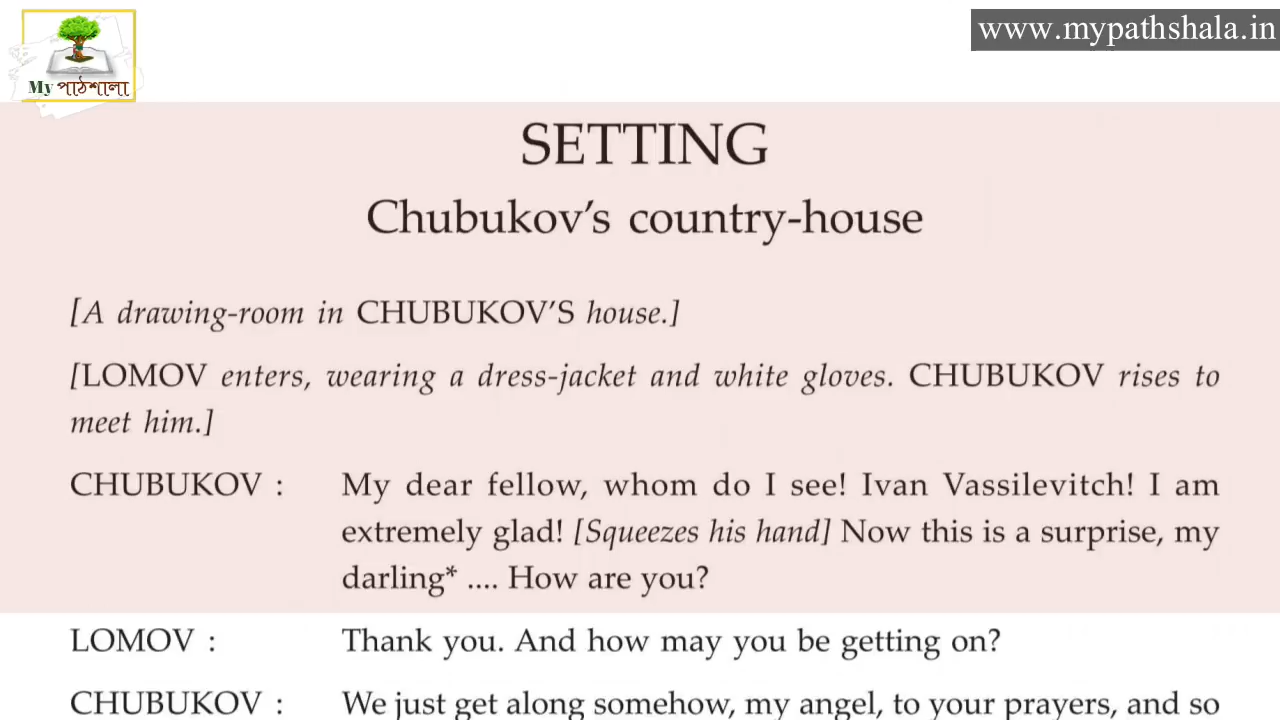 www.mypathshala.in
My পাঠশালা
SETTING
Chubukov's country-house
[A drawing-room in CHUBUKOV'S house.]
[LOMOV enters, wearing a dress-jacket and white gloves. CHUBUKOV rises to
meet him.]
CHUBUKOV : My dear fellow, whom do I see! Ivan Vassilevitch! I am
extremely glad! [Squeezes his hand] Now this is a surprise, my
darling* .... How are you?
LOMOV : Thank you. And how may you be getting on?
CHUBUKOV : We just get along somehow, my angel, to your prayers, and so